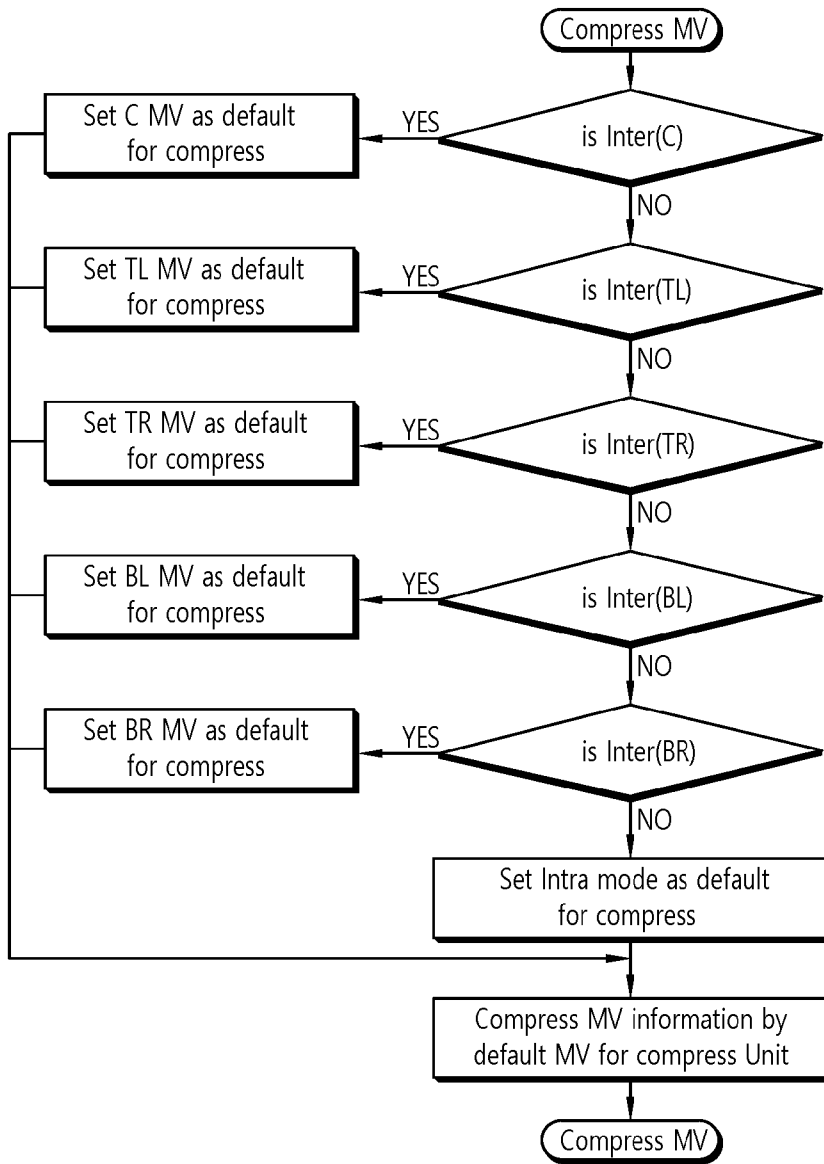 Compress MV
is Inter(C)
YES
Set C MV as default
for compress
NO
is Inter(TL)
YES
Set TL MV as default
for compress
NO
is Inter(TR)
YES
Set TR MV as default
for compress
NO
is Inter(BL)
YES
Set BL MV as default
for compress
NO
is Inter(BR)
YES
Set BR MV as default
for compress
NO
Set Intra mode as default
for compress
Compress MV information by
default MV for compress Unit
Compress MV